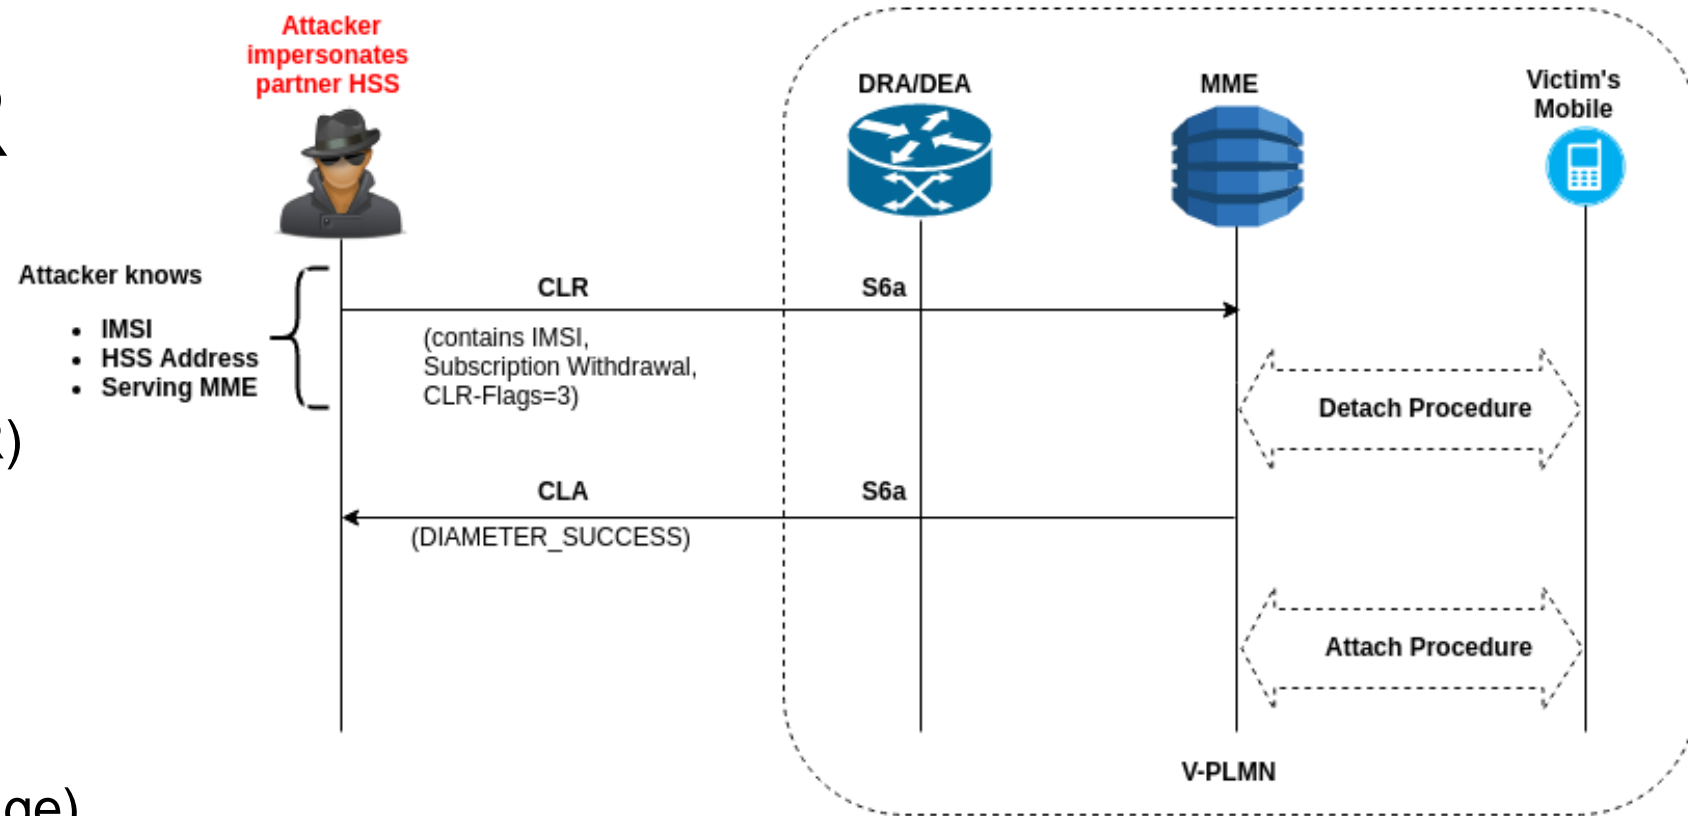 Attacker
impersonates
partner HSS
DRA/DEA
MME
Victim's
Mobile
Attacker knows
• IMSI
• HSS Address
• Serving MME
CLR
S6a
(contains IMSI,
Subscription Withdrawal,
CLR-Flags=3)
Detach Procedure
CLA
S6a
(DIAMETER_SUCCESS)
Attach Procedure
V-PLMN